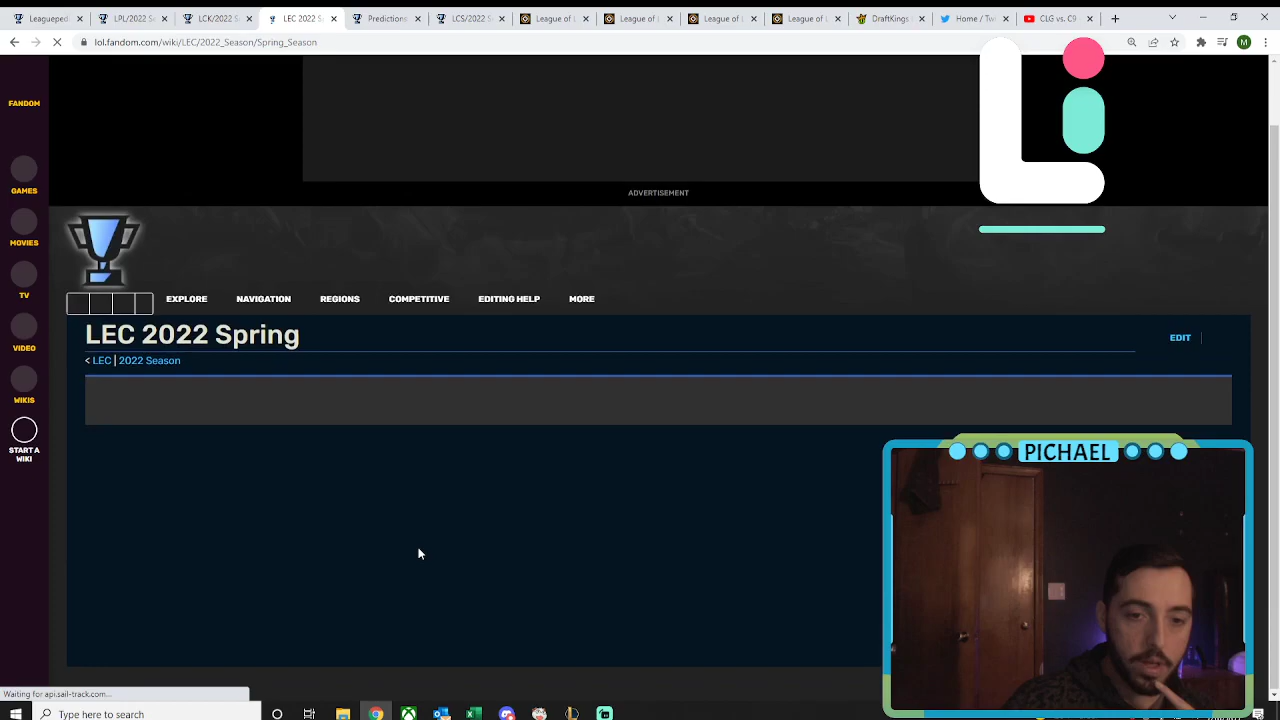 Leagueped
LPL/2022
LCK/2022
LEC 2022 S
Predictions
LCS/2022
League of
League of
League of
League of
DraftKings
Home / Tw
CLG vs. C9
lol.fandom.com/wiki/LEC/2022_Season/Spring_Season
M
FANDOM
GAMES
MOVIES
TV
VIDEO
WIKIS
START A
WIKI
ADVERTISEMENT
EXPLORE NAVIGATION REGIONS COMPETITIVE EDITING HELP MORE
LEC 2022 Spring
EDIT
< LEC | 2022 Season
PICHAEL
Waiting for api.sail-track.com...
Type here to search